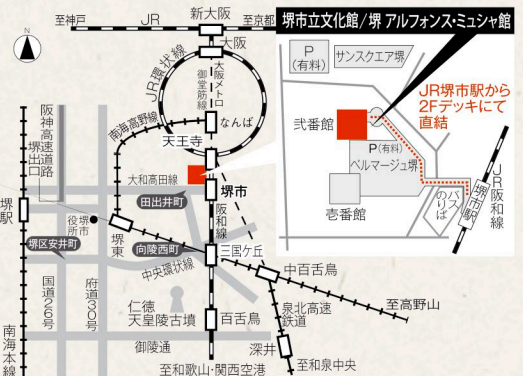 至神戸
JR
新大阪
至京都
大阪
JR環状線
大阪メトロ
御堂筋線
なんば
南海高野線
天王寺
阪神高速道路
堺出口
大和高田線
堺市
田出井町
堺駅
堺市役所
堺区安井町
堺東
向陵西町
阪和線
三国ケ丘
中央環状線
中百舌鳥
至高野山
国道26号
府道30号
仁徳
天皇陵古墳
百舌鳥
泉北高速
鉄道
御陵通
深井
南海本線
至和歌山・関西空港
至和泉中央
堺市立文化館/堺 アルフォンス・ミュシャ館
P
(有料)
サンスクエア堺
JR堺市駅から
2Fデッキにて
直結
弐番館
P(有料)
ベルマージュ堺
壱番館
バス
のりば
堺市駅
JR阪和線
N